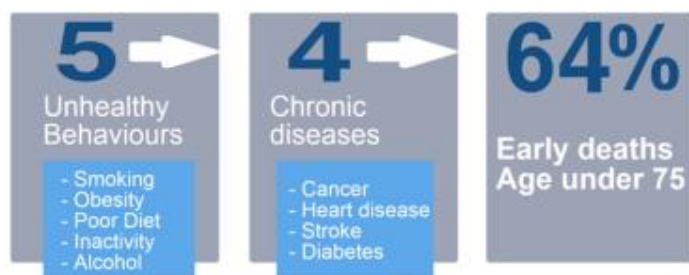 5
Unhealthy
Behaviours
- Smoking
- Obesity
- Poor Diet
- Inactivity
- Alcohol
4
Chronic
diseases
- Cancer
- Heart disease
- Stroke
- Diabetes
64%
Early deaths
Age under 75